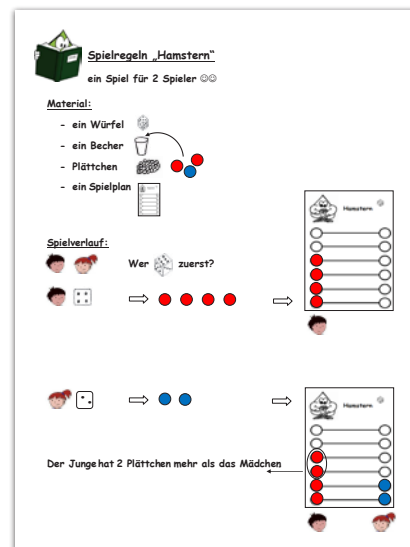 Spielregeln „Hamstern“
ein Spiel für 2 Spieler ☺☺
Material:
- ein Würfel
- ein Becher
- Plättchen
- ein Spielplan
Hamstern
Spielverlauf:
Wer zuerst?
Hamstern
Der Junge hat 2 Plättchen mehr als das Mädchen